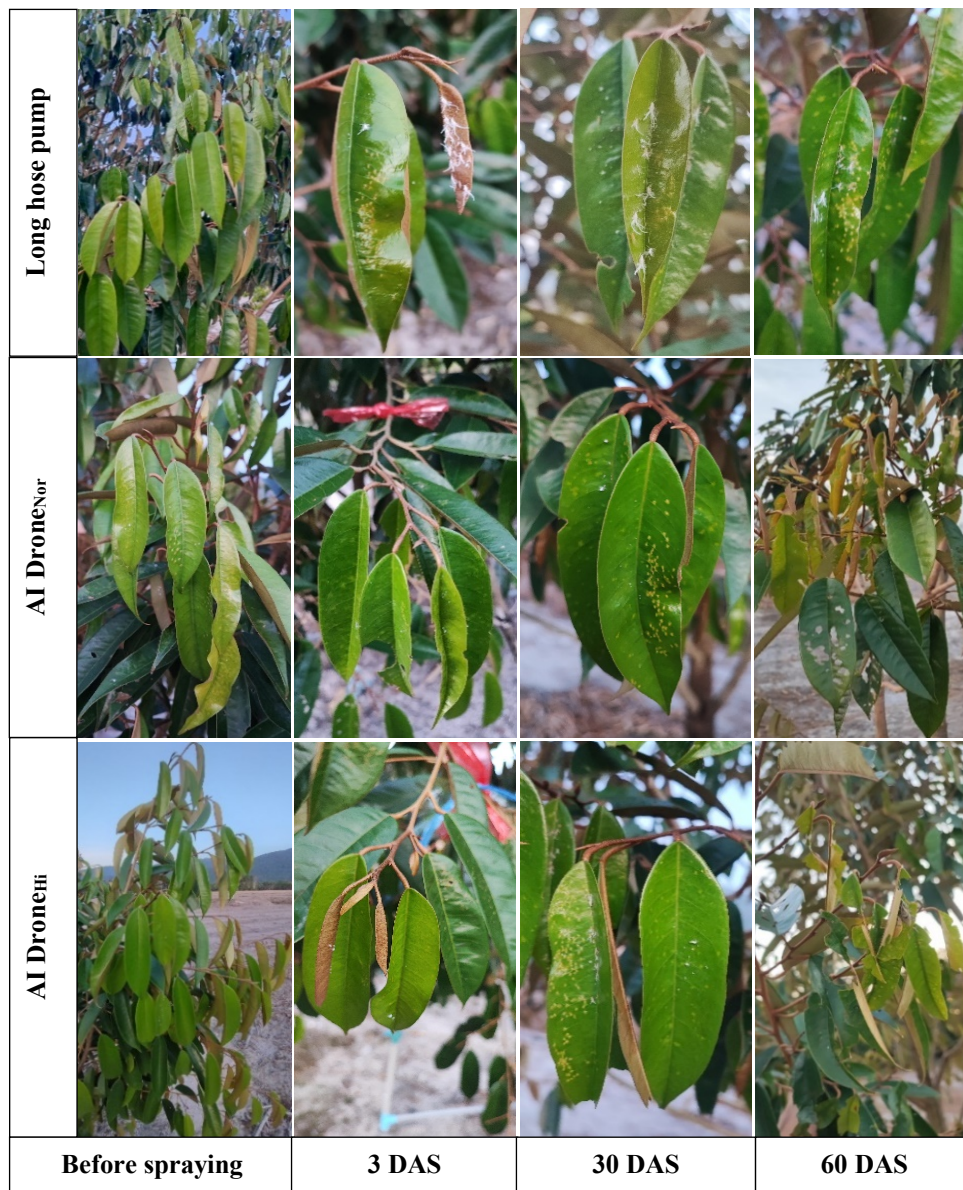 Long hose pump
AI DroneNor
AI DroneHi
Before spraying
3 DAS
30 DAS
60 DAS